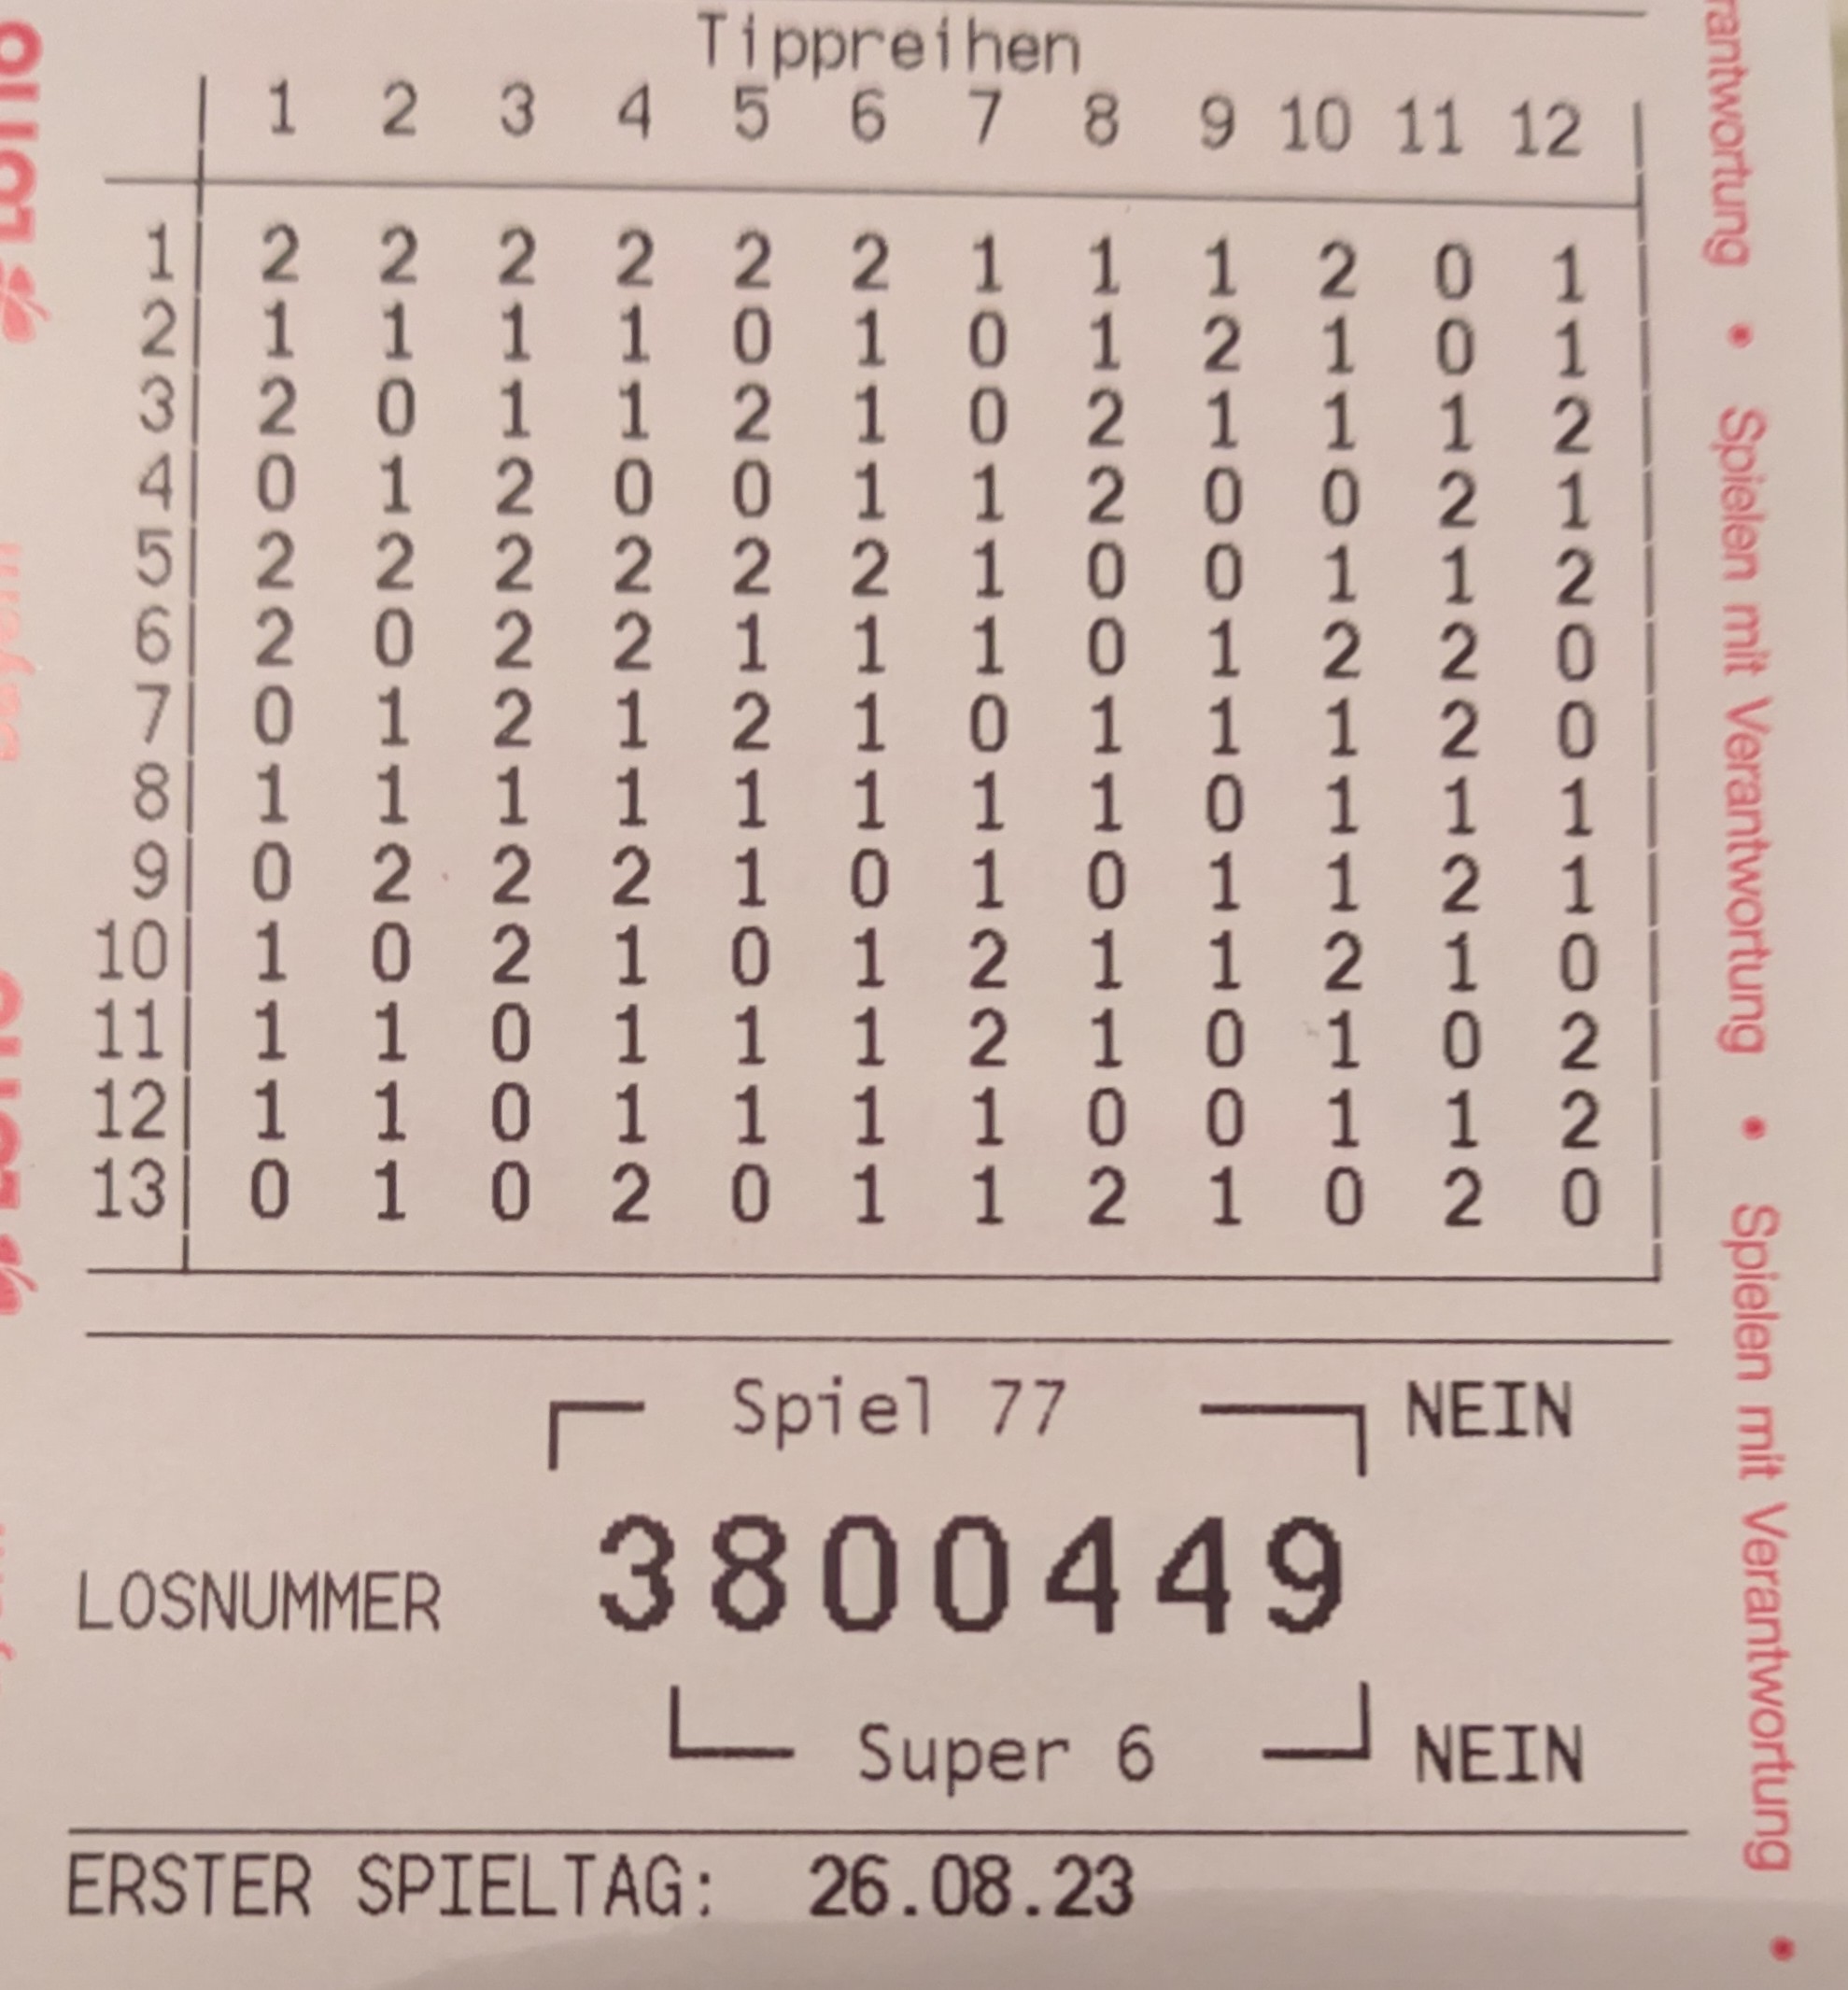 Tippreihen
1 2 3 4 5 6 7 8 9 10 11 12
1 2 2 2 2 2 2 1 1 1 2 0 1
2 1 1 1 1 0 1 0 1 2 1 0 1
3 2 0 1 1 2 1 0 2 1 1 1 2
4 0 1 2 0 0 1 1 2 0 0 2 1
5 2 2 2 2 2 2 1 0 0 1 1 2
6 2 0 2 2 1 1 1 0 1 2 2 0
7 0 1 2 1 2 1 0 1 1 1 2 0
8 1 1 1 1 1 1 1 1 0 1 1 1
9 0 2 2 2 1 0 1 0 1 1 2 1
10 1 0 2 1 0 1 2 1 1 2 1 0
11 1 1 0 1 1 1 2 1 0 1 0 2
12 1 1 0 1 1 1 1 0 0 1 1 2
13 0 1 0 2 0 1 1 2 1 0 2 0
Spiel 77 NEIN
LOSNUMMER 3800449
Super 6 NEIN
ERSTER SPIELTAG: 26.08.23
rantwortung • Spielen mit Verantwortung • Spielen mit Verantwortung •